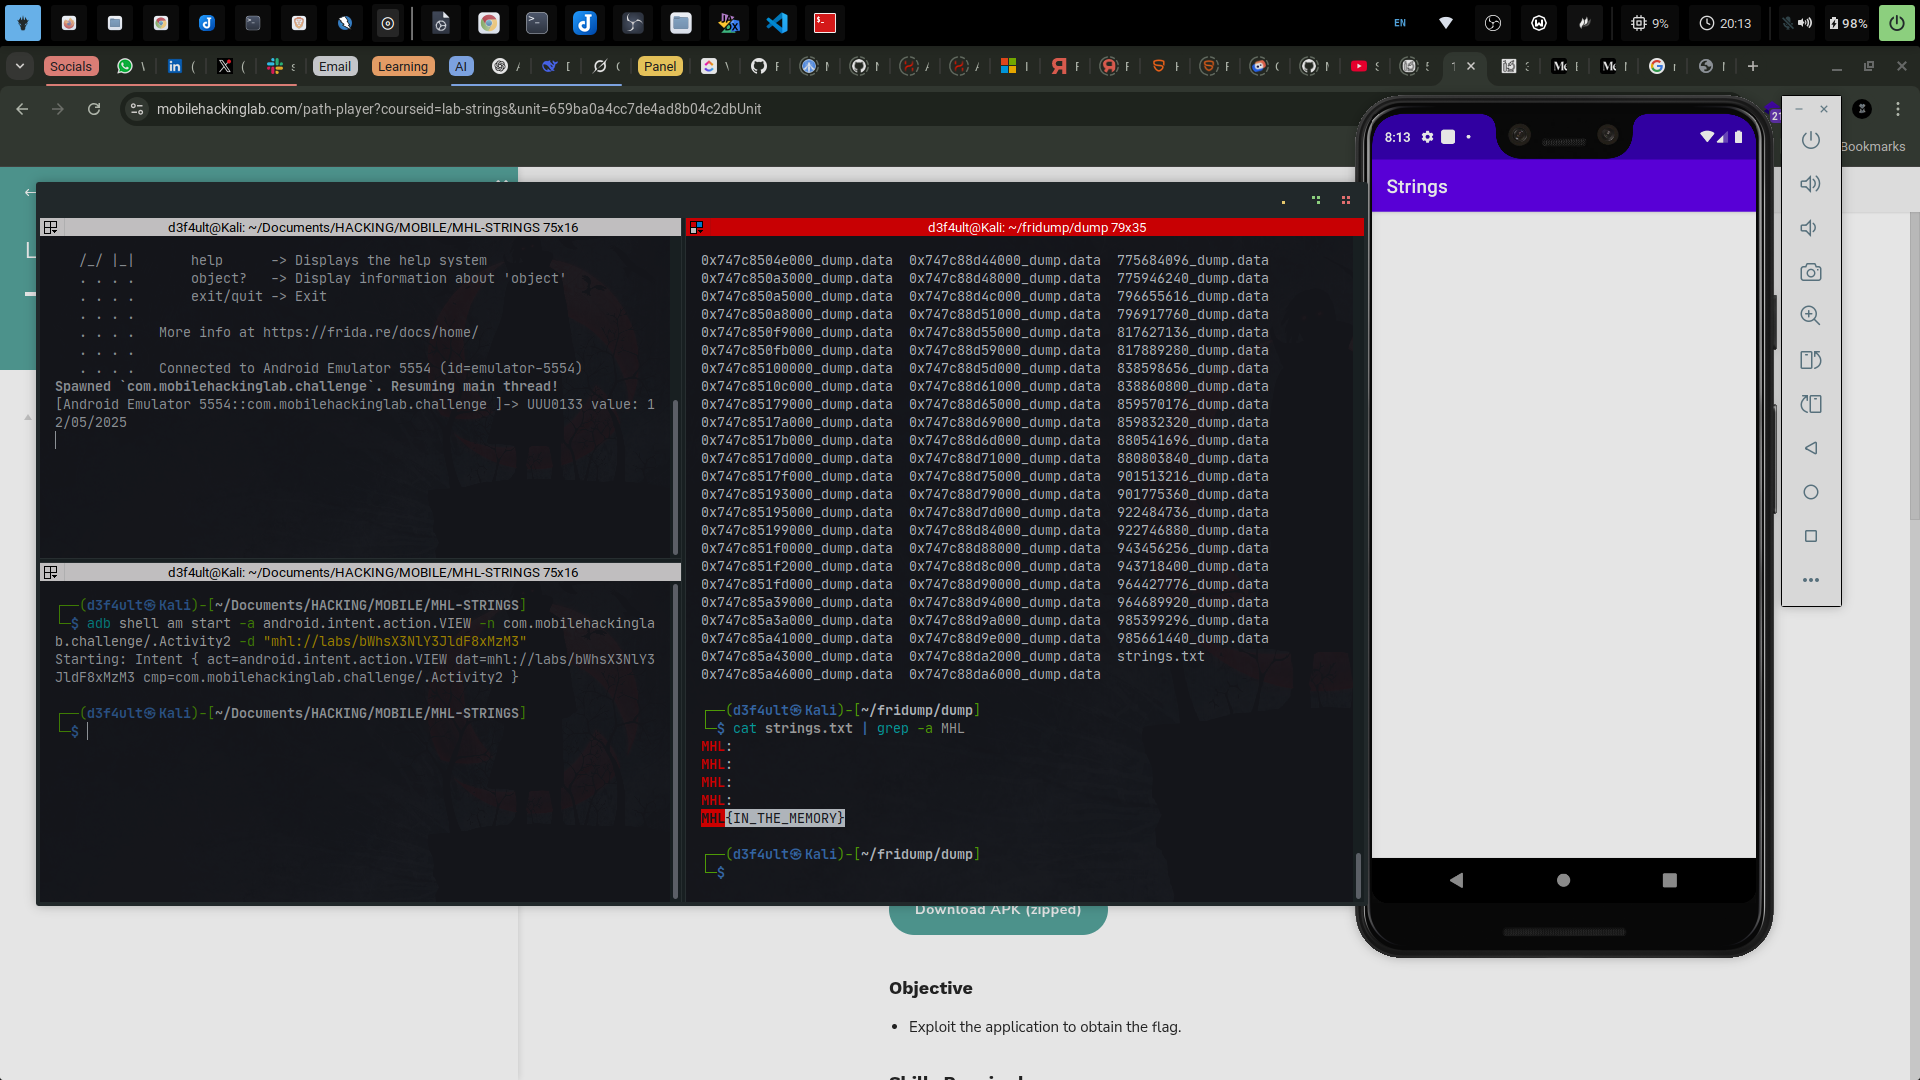 EN
9%
20:13
98%
Socials
Email
Learning
AI
Panel
mobilehackinglab.com/path-player?courseid=lab-strings&unit=659ba0a4cc7de4ad8b04c2dbUnit
21
Bookmarks
d3f4ult@Kali: ~/Documents/HACKING/MOBILE/MHL-STRINGS 75x16
/_/ |_|       help      -> Displays the help system
. . . .       object?   -> Display information about 'object'
. . . .       exit/quit -> Exit
. . . .
. . . .   More info at https://frida.re/docs/home/
. . . .
. . . .   Connected to Android Emulator 5554 (id=emulator-5554)
Spawned `com.mobilehackinglab.challenge`. Resuming main thread!
[Android Emulator 5554::com.mobilehackinglab.challenge ]-> UUU0133 value: 1
2/05/2025
d3f4ult@Kali: ~/Documents/HACKING/MOBILE/MHL-STRINGS 75x16
┌──(d3f4ult㉿Kali)-[~/Documents/HACKING/MOBILE/MHL-STRINGS]
└─$ adb shell am start -a android.intent.action.VIEW -n com.mobilehackingla
b.challenge/.Activity2 -d "mhl://labs/bWhsX3NlY3JldF8xMzM3"
Starting: Intent { act=android.intent.action.VIEW dat=mhl://labs/bWhsX3NlY3
JldF8xMzM3 cmp=com.mobilehackinglab.challenge/.Activity2 }
┌──(d3f4ult㉿Kali)-[~/Documents/HACKING/MOBILE/MHL-STRINGS]
└─$
d3f4ult@Kali: ~/fridump/dump 79x35
0x747c8504e000_dump.data  0x747c88d44000_dump.data  775684096_dump.data
0x747c850a3000_dump.data  0x747c88d48000_dump.data  775946240_dump.data
0x747c850a5000_dump.data  0x747c88d4c000_dump.data  796655616_dump.data
0x747c850a8000_dump.data  0x747c88d51000_dump.data  796917760_dump.data
0x747c850f9000_dump.data  0x747c88d55000_dump.data  817627136_dump.data
0x747c850fb000_dump.data  0x747c88d59000_dump.data  817889280_dump.data
0x747c85100000_dump.data  0x747c88d5d000_dump.data  838598656_dump.data
0x747c8510c000_dump.data  0x747c88d61000_dump.data  838860800_dump.data
0x747c85179000_dump.data  0x747c88d65000_dump.data  859570176_dump.data
0x747c8517a000_dump.data  0x747c88d69000_dump.data  859832320_dump.data
0x747c8517b000_dump.data  0x747c88d6d000_dump.data  880541696_dump.data
0x747c8517d000_dump.data  0x747c88d71000_dump.data  880803840_dump.data
0x747c8517f000_dump.data  0x747c88d75000_dump.data  901513216_dump.data
0x747c85193000_dump.data  0x747c88d79000_dump.data  901775360_dump.data
0x747c85195000_dump.data  0x747c88d7d000_dump.data  922484736_dump.data
0x747c85199000_dump.data  0x747c88d84000_dump.data  922746880_dump.data
0x747c851f0000_dump.data  0x747c88d88000_dump.data  943456256_dump.data
0x747c851f2000_dump.data  0x747c88d8c000_dump.data  943718400_dump.data
0x747c851fd000_dump.data  0x747c88d90000_dump.data  964427776_dump.data
0x747c85a39000_dump.data  0x747c88d94000_dump.data  964689920_dump.data
0x747c85a3a000_dump.data  0x747c88d9a000_dump.data  985399296_dump.data
0x747c85a41000_dump.data  0x747c88d9e000_dump.data  985661440_dump.data
0x747c85a43000_dump.data  0x747c88da2000_dump.data  strings.txt
0x747c85a46000_dump.data  0x747c88da6000_dump.data
┌──(d3f4ult㉿Kali)-[~/fridump/dump]
└─$ cat strings.txt | grep -a MHL
MHL:
MHL:
MHL:
MHL:
MHL{IN_THE_MEMORY}
┌──(d3f4ult㉿Kali)-[~/fridump/dump]
└─$
8:13
Strings
Download APK (zipped)
Objective
• Exploit the application to obtain the flag.